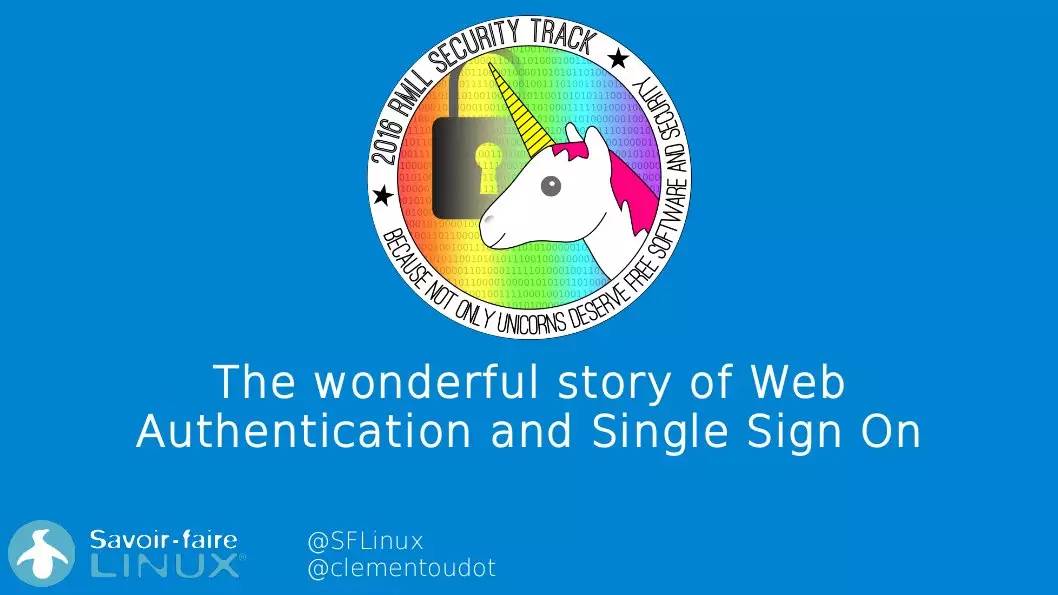 2016 RMLL SECURITY TRACK
BECAUSE NOT ONLY UNICORNS DESERVE FREE SOFTWARE AND SECURITY
The wonderful story of Web
Authentication and Single Sign On
Savoir-faire
LINUX®
@SFLinux
@clementoudot